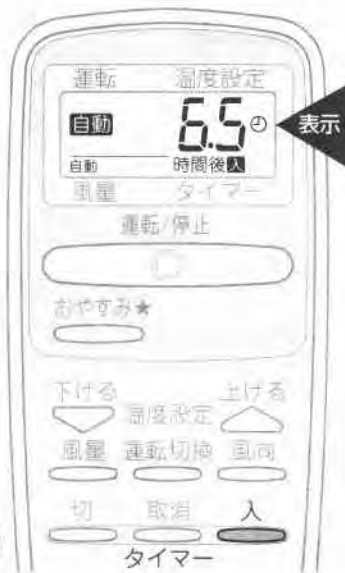 運転 温度設定
自動 6.5 表示
自動 時間後入
風量 タイマー
運転/停止
おやすみ★
下げる 上げる
温度設定
風量 運転切換 風向
切 取消 入
タイマー